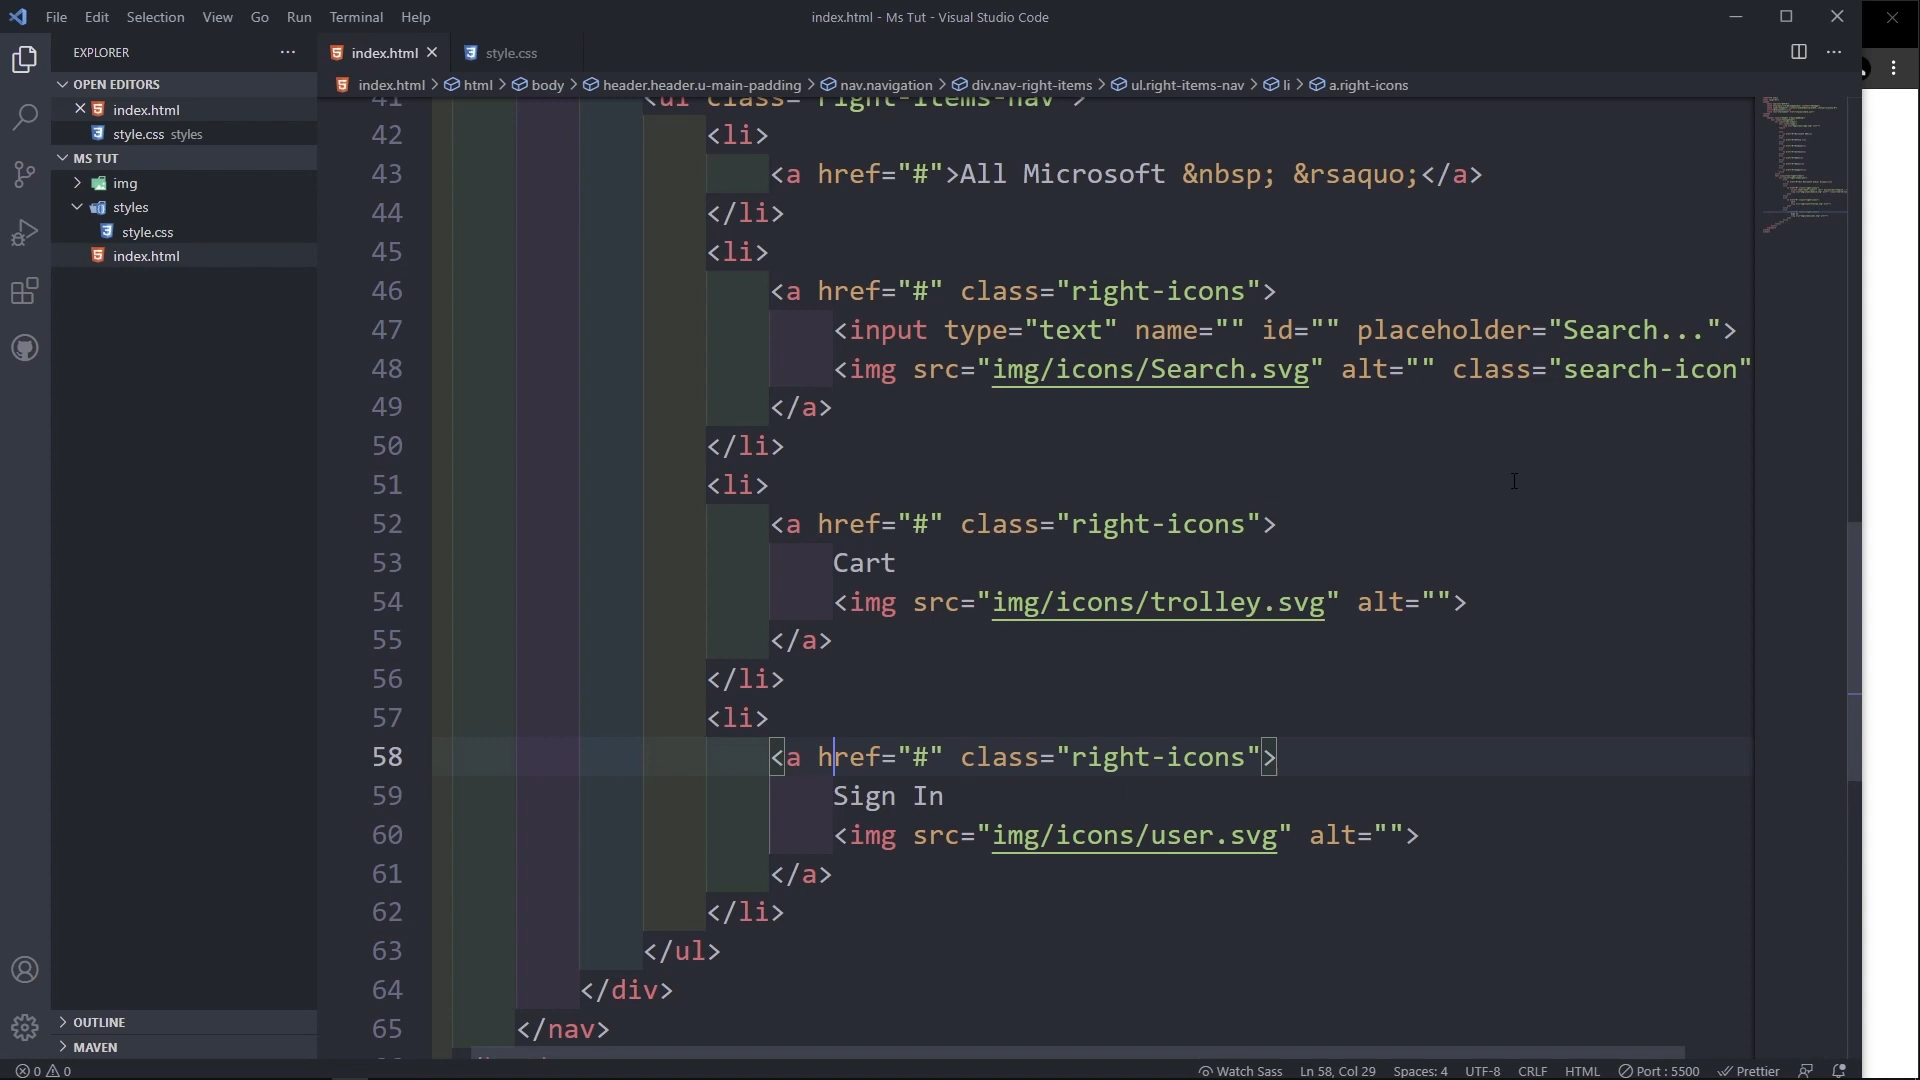 File Edit Selection View Go Run Terminal Help
index.html - Ms Tut - Visual Studio Code
EXPLORER
index.html
style.css
OPEN EDITORS
index.html > html > body > header.header.u-main-padding > nav.navigation > div.nav-right-items > ul.right-items-nav > li > a.right-icons
index.html
style.css styles
MS TUT
img
styles
style.css
index.html
OUTLINE
MAVEN
41 <ul class="right-items-nav">
42 <li>
43 <a href="#">All Microsoft &nbsp; &rsaquo;</a>
44 </li>
45 <li>
46 <a href="#" class="right-icons">
47 <input type="text" name="" id="" placeholder="Search...">
48 <img src="img/icons/Search.svg" alt="" class="search-icon"
49 </a>
50 </li>
51 <li>
52 <a href="#" class="right-icons">
53 Cart
54 <img src="img/icons/trolley.svg" alt="">
55 </a>
56 </li>
57 <li>
58 <a href="#" class="right-icons">
59 Sign In
60 <img src="img/icons/user.svg" alt="">
61 </a>
62 </li>
63 </ul>
64 </div>
65 </nav>
0 0
Watch Sass Ln 58, Col 29 Spaces: 4 UTF-8 CRLF HTML Port : 5500 Prettier